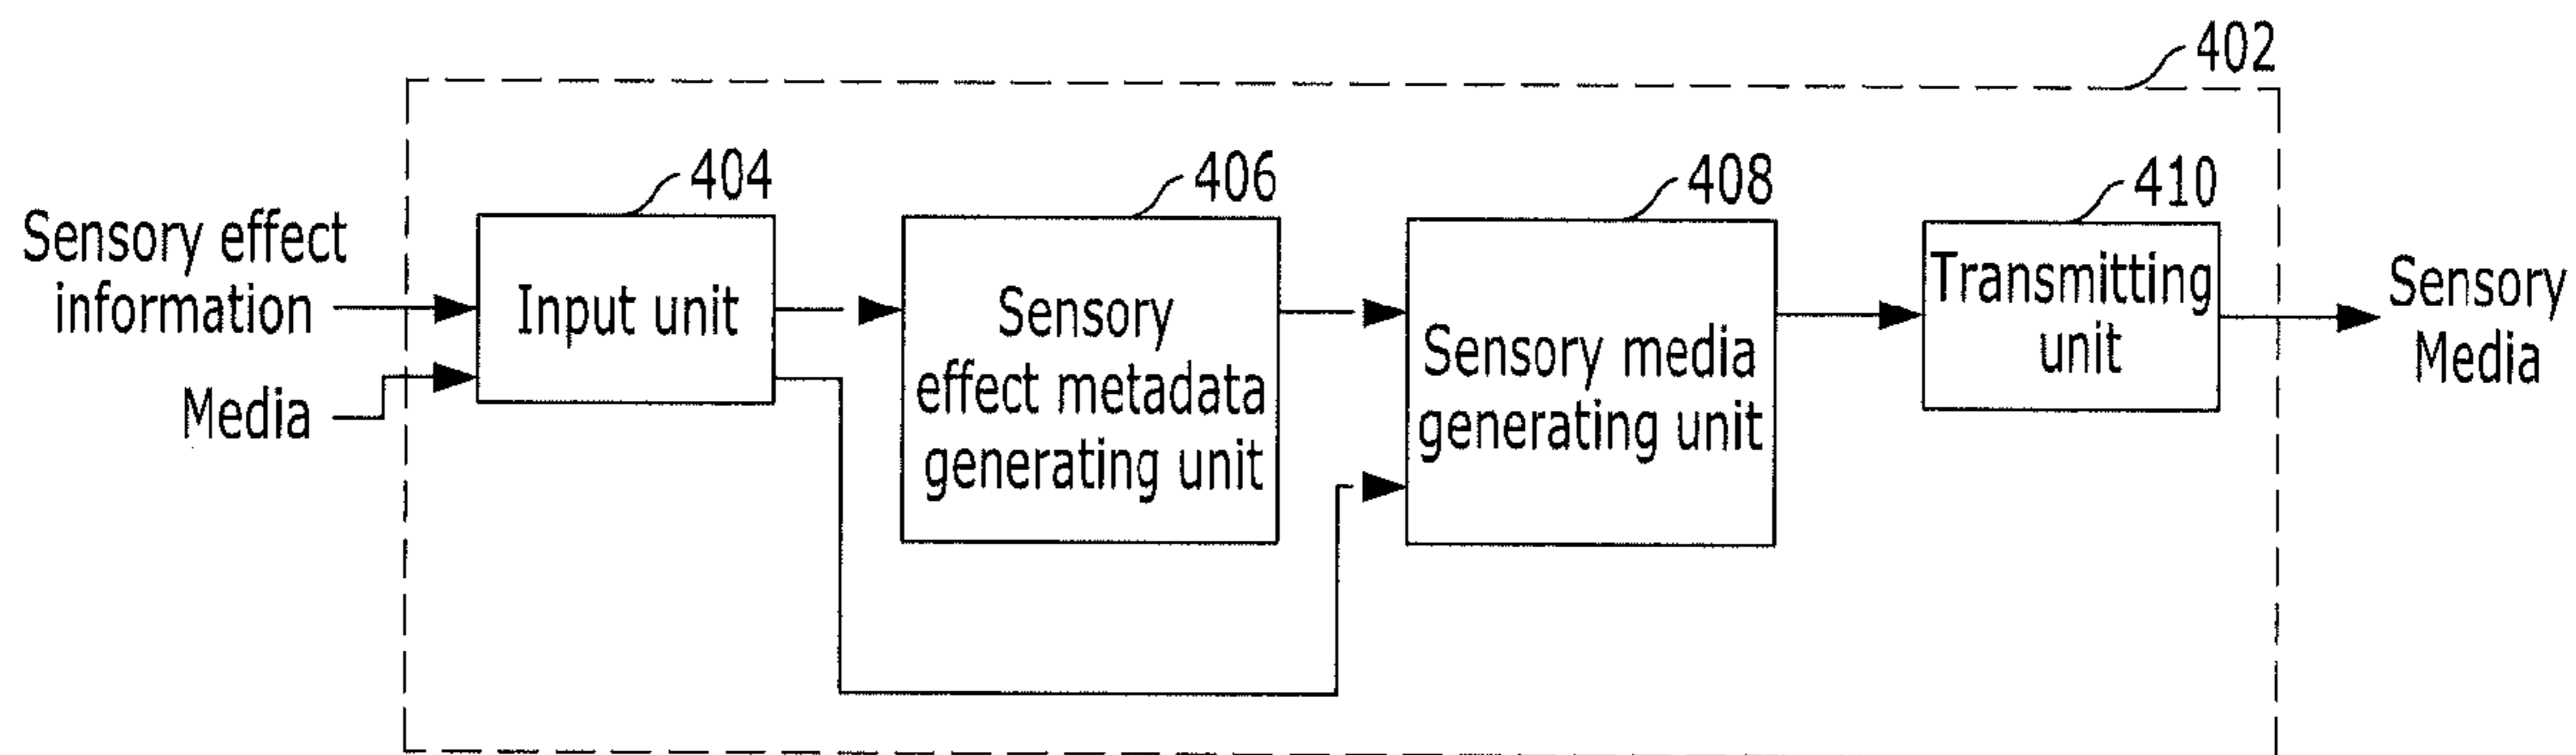 402
404
406
408
410
Sensory effect
information
Media
Input unit
Sensory
effect metadata
generating unit
Sensory media
generating unit
Transmitting
unit
Sensory
Media